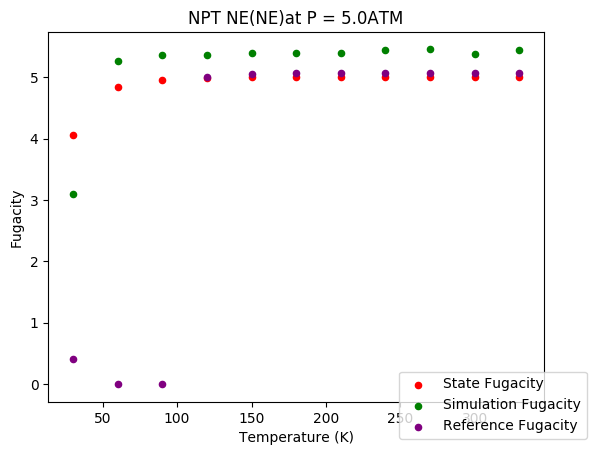 NPT NE(NE)at P = 5.0ATM
Fugacity
5
4
3
2
1
0
50
100
150
200
250
300
Temperature (K)
State Fugacity
Simulation Fugacity
Reference Fugacity